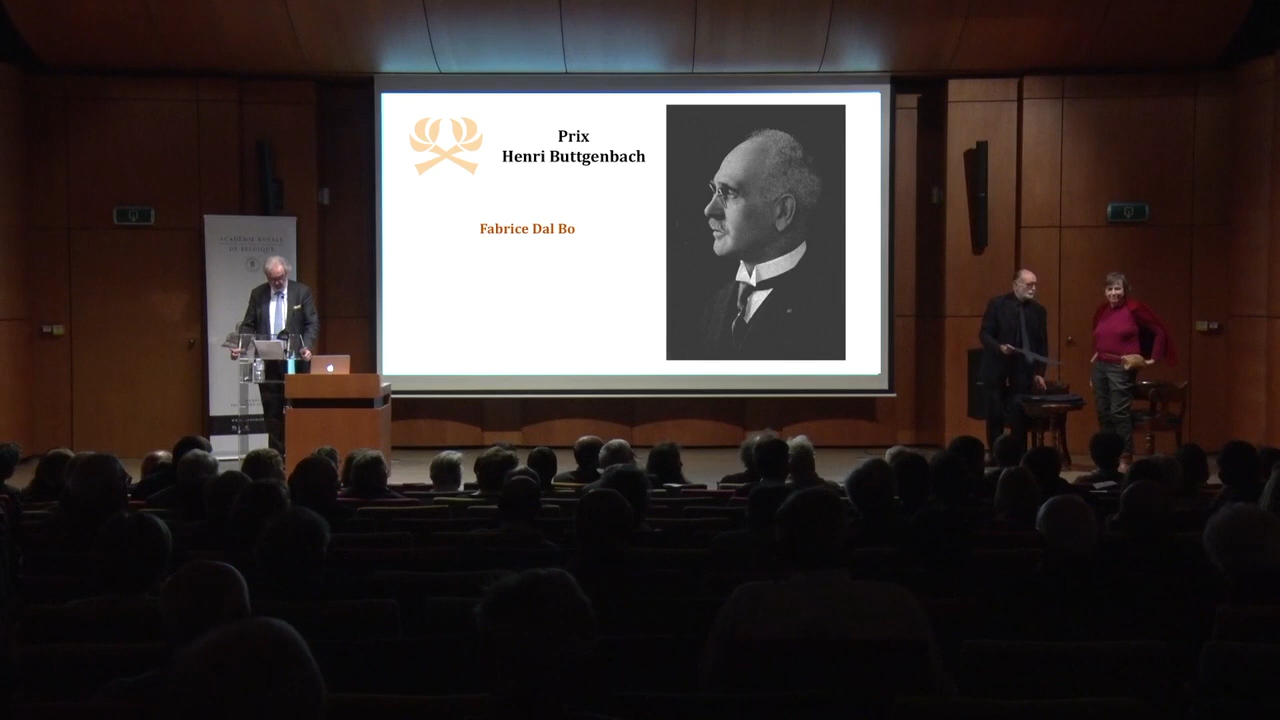 Prix
Henri Buttgenbach
Fabrice Dal Bo
ACADÉMIE ROYALE
DE BELGIQUE